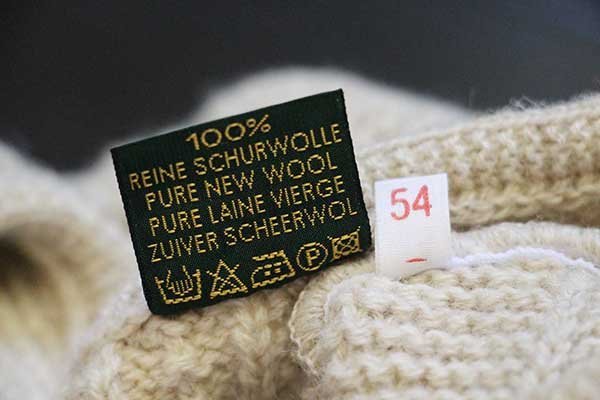 100%
REINE SCHURWOLLE
PURE NEW WOOL
PURE LAINE VIERGE
ZUIVER SCHEERWOL
P
54